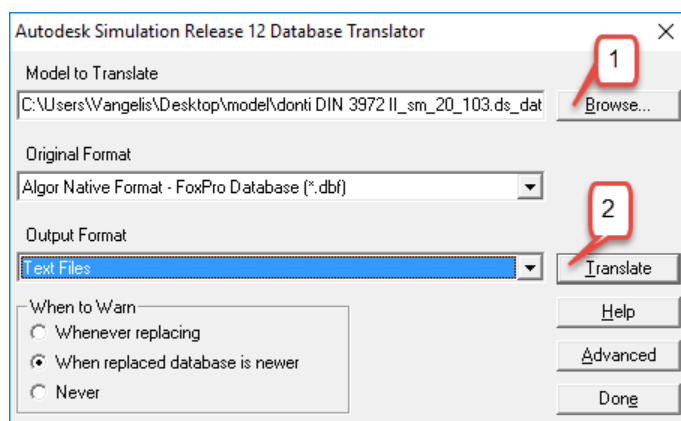 Autodesk Simulation Release 12 Database Translator
1
Model to Translate
C:\Users\Vangelis\Desktop\model\donti DIN 3972 II_sm_20_103.ds_dat
Browse...
Original Format
Algor Native Format - FoxPro Database (*.dbf)
2
Output Format
Text Files
Translate
When to Warn
Whenever replacing
When replaced database is newer
Never
Help
Advanced
Done